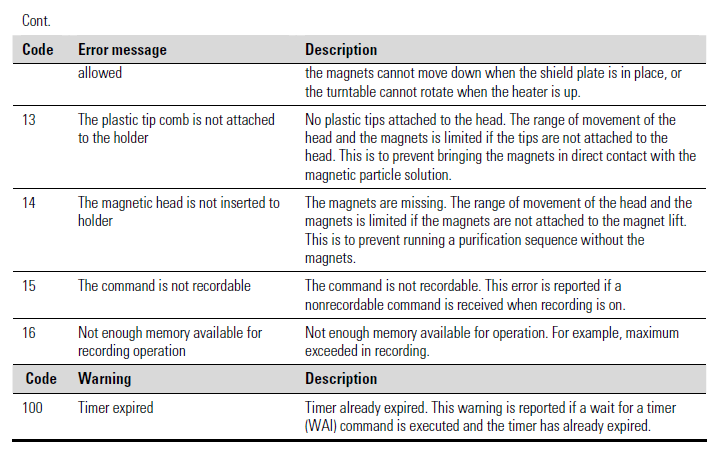 Cont.
Code Error message Description
allowed the magnets cannot move down when the shield plate is in place, or
the turntable cannot rotate when the heater is up.
13 The plastic tip comb is not attached No plastic tips attached to the head. The range of movement of the
to the holder head and the magnets is limited if the tips are not attached to the
head. This is to prevent bringing the magnets in direct contact with the
magnetic particle solution.
14 The magnetic head is not inserted to The magnets are missing. The range of movement of the head and the
holder magnets is limited if the magnets are not attached to the magnet lift.
This is to prevent running a purification sequence without the
magnets.
15 The command is not recordable The command is not recordable. This error is reported if a
nonrecordable command is received when recording is on.
16 Not enough memory available for Not enough memory available for operation. For example, maximum
recording operation exceeded in recording.
Code Warning Description
100 Timer expired Timer already expired. This warning is reported if a wait for a timer
(WAI) command is executed and the timer has already expired.